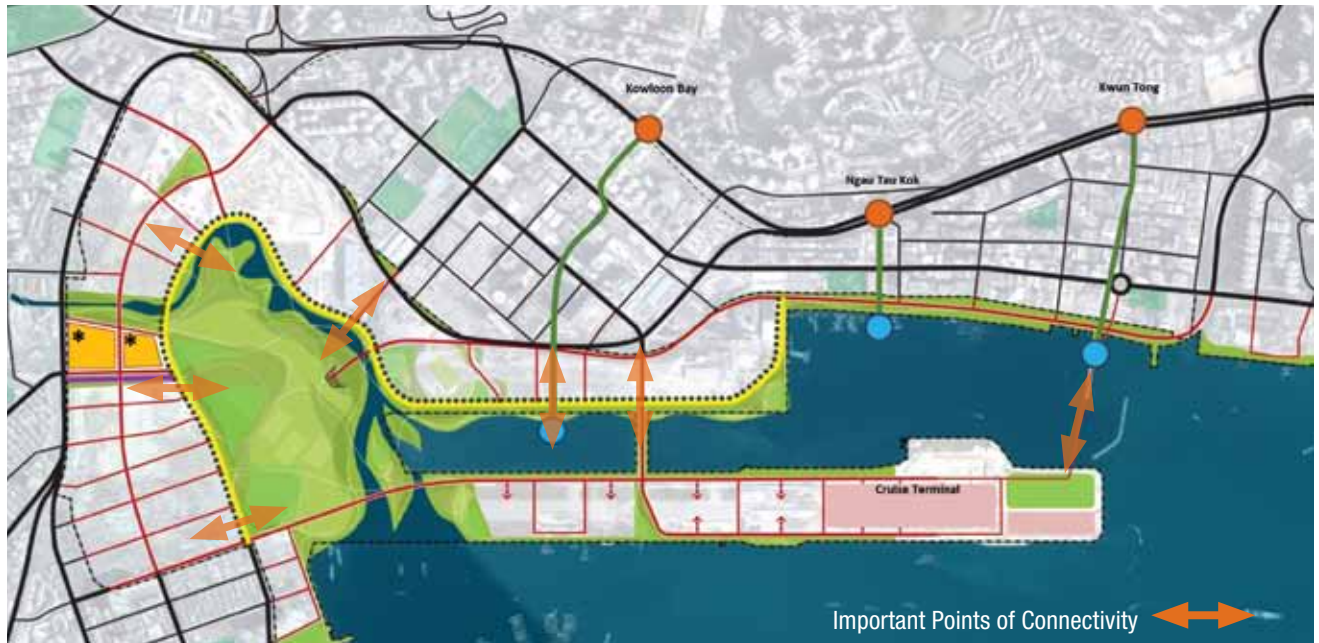 Kowloon Bay
Kwun Tong
Ngau Tau Kok
*
*
Cruise Terminal
Important Points of Connectivity